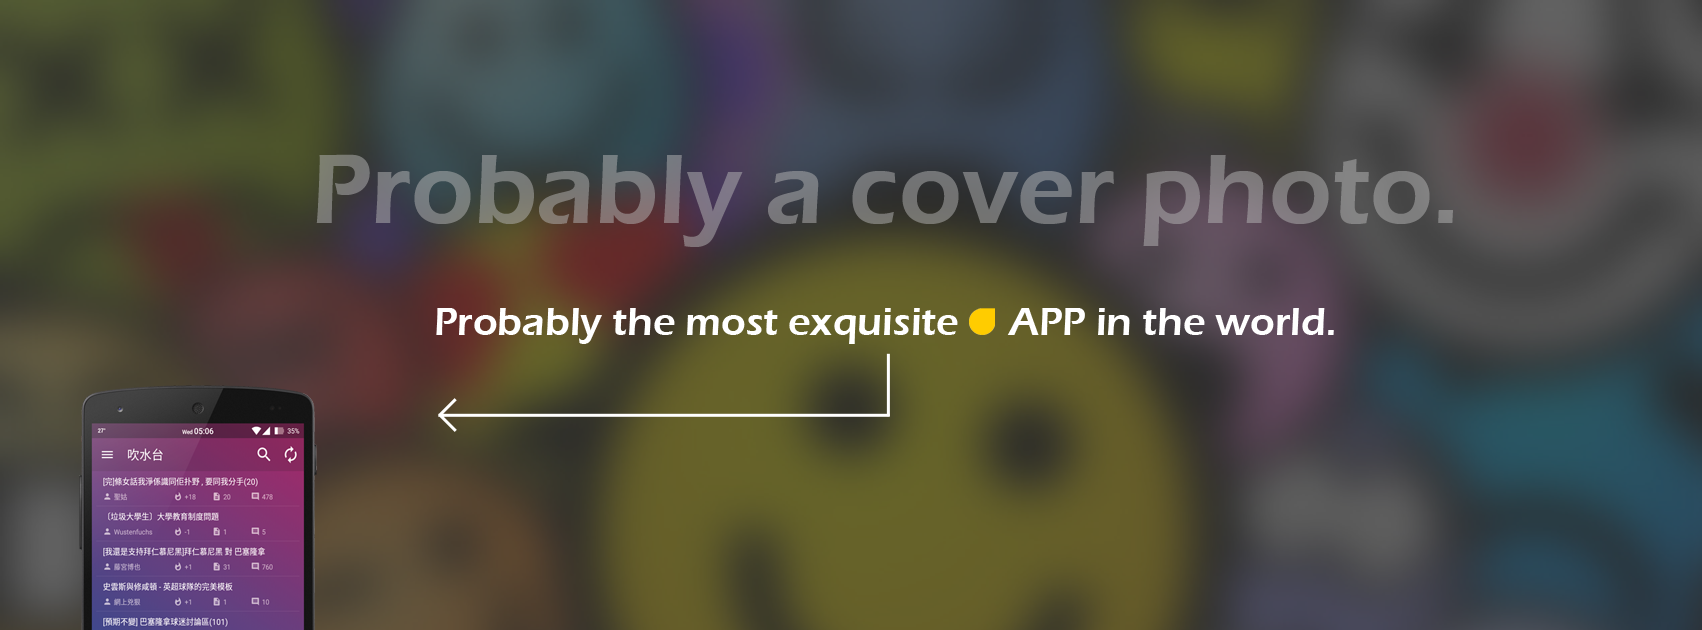 Probably a cover photo.
Probably the most exquisite APP in the world.
27°
Wed 05:06
35%
吹水台
[完]條女話我淨係識同佢扑野 , 要同我分手(20)
聖姑 +18 20 478
〔垃圾大學生〕大學教育制度問題
Wustenfuchs -1 1 5
[我還是支持拜仁慕尼黑]拜仁慕尼黑 對 巴塞隆拿
藤宮博也 +1 31 760
史雲斯與修咸頓 - 英超球隊的完美模板
網上兇狠 +1 1 10
[預期不變] 巴塞隆拿球迷討論區(101)